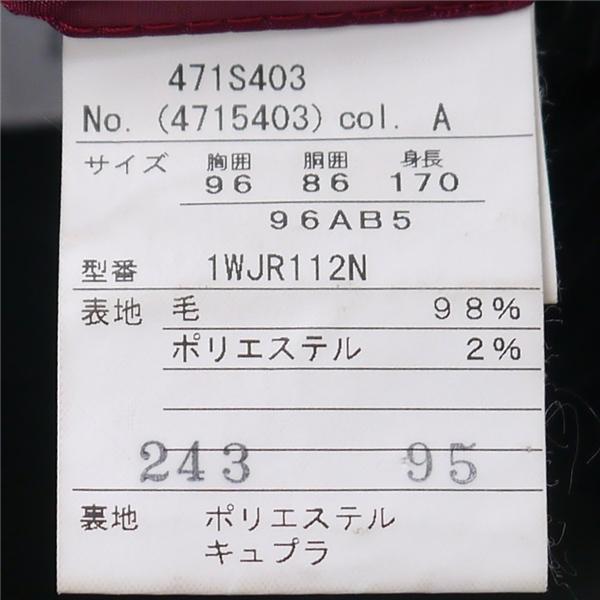 471S403
No. (4715403) col. A
サイズ 胸囲 胴囲 身長
96 86 170
96AB5
型番 1WJR112N
表地 毛 98%
ポリエステル 2%
243 95
裏地 ポリエステル
キュプラ